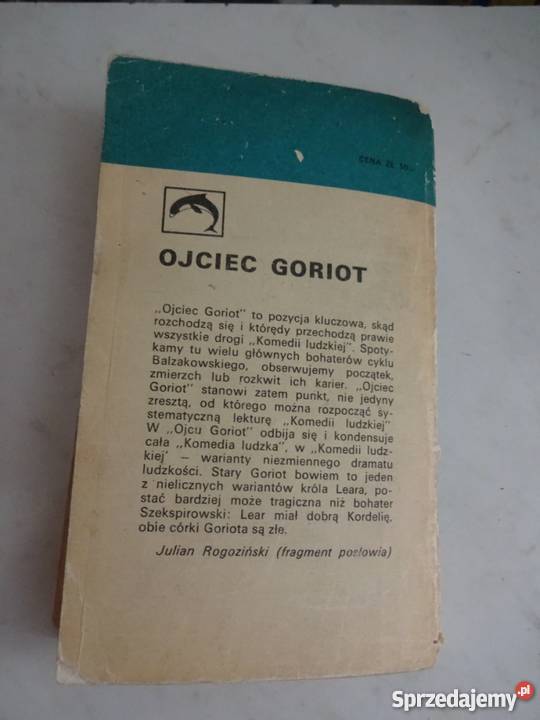 CENA ZŁ 50,-
OJCIEC GORIOT
„Ojciec Goriot" to pozycja kluczowa, skąd
rozchodzą się i którędy przechodzą prawie
wszystkie drogi „Komedii ludzkiej". Spoty-
kamy tu wielu głównych bohaterów cyklu
Balzakowskiego, obserwujemy początek,
zmierzch lub rozkwit ich karier. „Ojciec
Goriot" stanowi zatem punkt, nie jedyny
zresztą, od którego można rozpocząć sy-
stematyczną lekturę „Komedii ludzkiej"
W „Ojcu Goriot" odbija się i kondensuje
cała „Komedia ludzka", w „Komedii ludz-
kiej' – warianty niezmiennego dramatu
ludzkości. Stary Goriot bowiem to jeden
z nielicznych wariantów króla Leara, po-
stać bardziej może tragiczna niż bohater
Szekspirowski: Lear miał dobrą Kordelię,
obie córki Goriota są złe.
Julian Rogoziński (fragment posłowia)
Sprzedajemy.pl